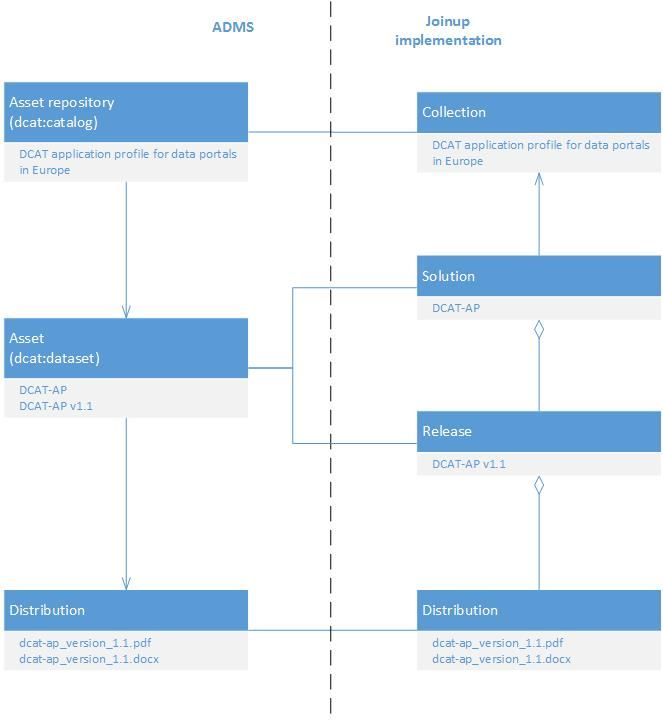 ADMS
Joinup
implementation
Asset repository
(dcat:catalog)
DCAT application profile for data portals
in Europe
Collection
DCAT application profile for data portals
in Europe
Solution
DCAT-AP
Asset
(dcat:dataset)
DCAT-AP
DCAT-AP v1.1
Release
DCAT-AP v1.1
Distribution
dcat-ap_version_1.1.pdf
dcat-ap_version_1.1.docx
Distribution
dcat-ap_version_1.1.pdf
dcat-ap_version_1.1.docx